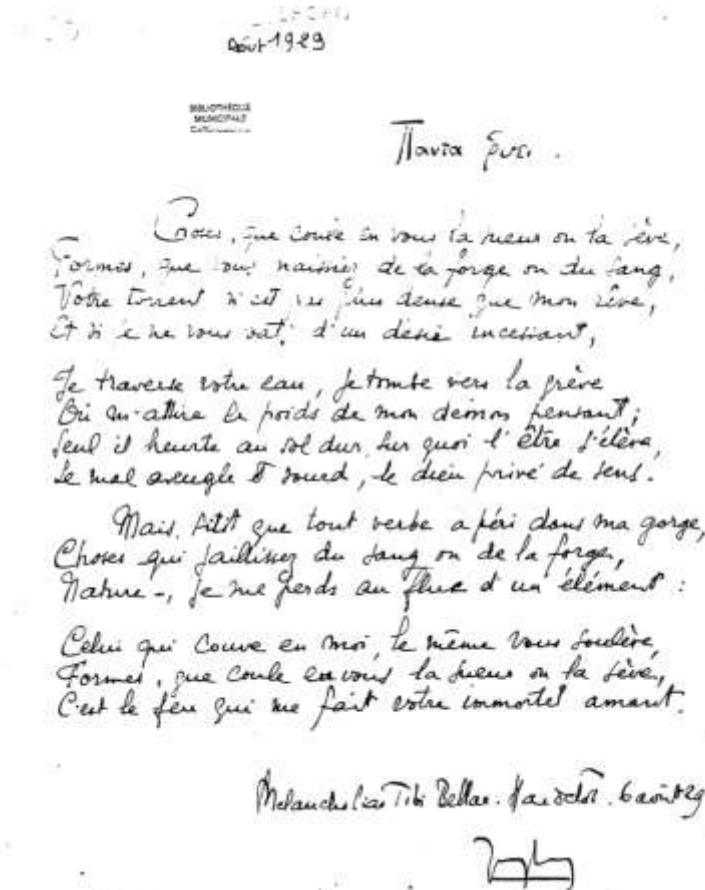 Août 1929
BIBLIOTHÈQUE
MUNICIPALE
Πάντα ῥεῖ.
Choses, que coule en vous la sueur ou la sève,
Formes, que vous naissiez de la forge ou du sang,
Votre torrent n'est pas plus dense que mon rêve,
Et si je ne vous bats d'un désir incessant,
Je traverse votre eau, je tombe vers la grève
Où m'attire le poids de mon démon pensant;
Seul il heurte au sol dur sur quoi l'être s'élève,
Le mal aveugle & sourd, le dieu privé de sens.
Mais, sitôt que tout verbe a péri dans ma gorge,
Choses qui jaillissez du sang ou de la forge,
Nature –, je me perds au flux d'un élément :
Celui qui couve en moi, le même vous soulève,
Formes, que coule en vous la sueur ou la sève,
C'est le feu qui me fait votre immortel amant.
Melancholiae Tibi Bellae. Hardelot. 6 août 29